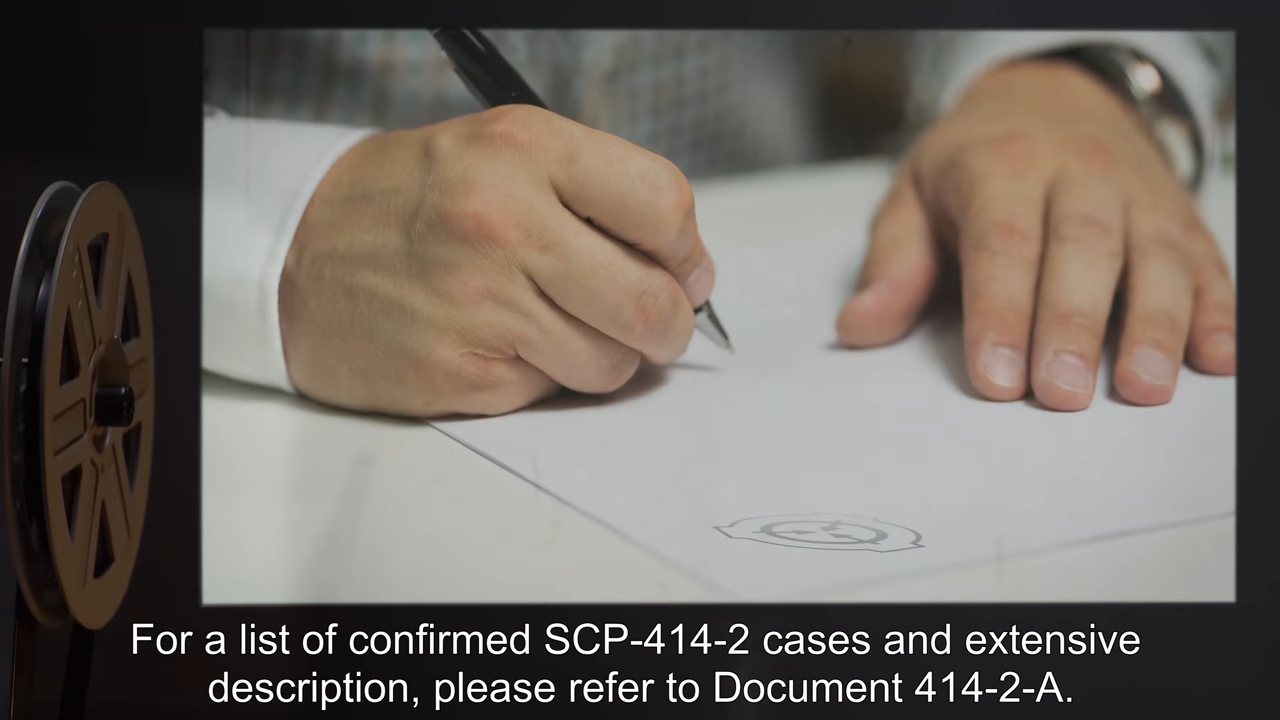 For a list of confirmed SCP-414-2 cases and extensive
description, please refer to Document 414-2-A.